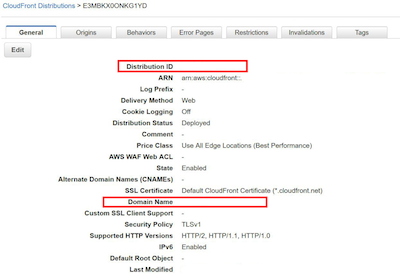 CloudFront Distributions > E3MBKX0ONKG1YD
General Origins Behaviors Error Pages Restrictions Invalidations Tags
Edit
Distribution ID
ARN arn:aws:cloudfront::.
Log Prefix -
Delivery Method Web
Cookie Logging Off
Distribution Status Deployed
Comment -
Price Class Use All Edge Locations (Best Performance)
AWS WAF Web ACL -
State Enabled
Alternate Domain Names (CNAMEs) -
SSL Certificate Default CloudFront Certificate (*.cloudfront.net)
Domain Name
Custom SSL Client Support -
Security Policy TLSv1
Supported HTTP Versions HTTP/2, HTTP/1.1, HTTP/1.0
IPv6 Enabled
Default Root Object -
Last Modified